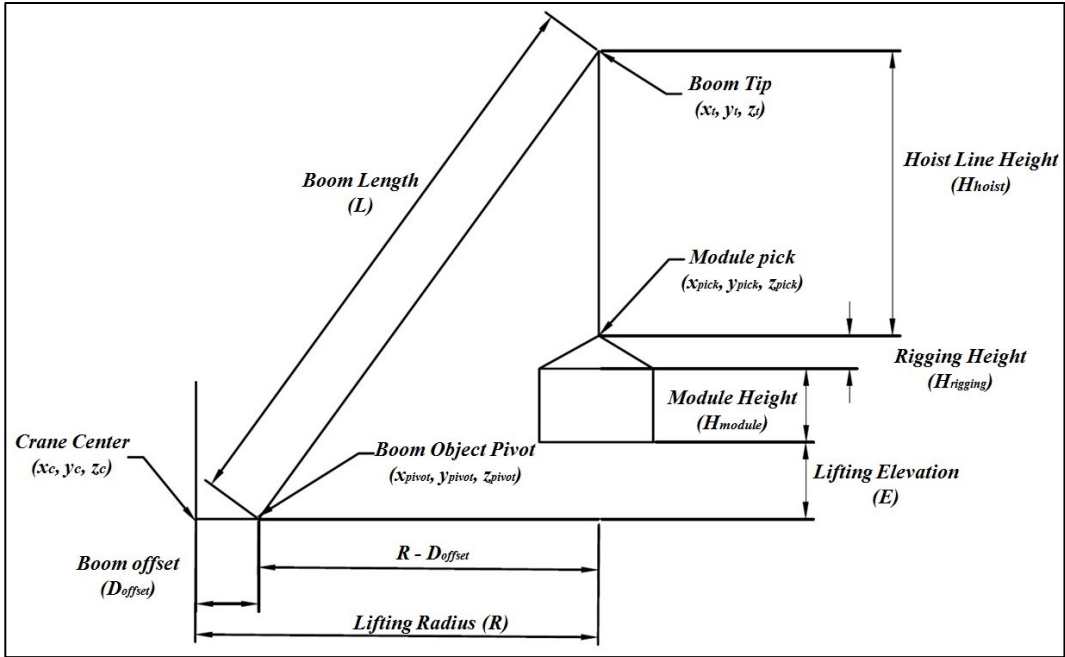 Boom Tip
(xt, yt, zt)
Hoist Line Height
(Hhoist)
Boom Length
(L)
Module pick
(xpick, ypick, zpick)
Rigging Height
(Hrigging)
Module Height
(Hmodule)
Crane Center
(xc, yc, zc)
Boom Object Pivot
(xpivot, ypivot, zpivot)
Lifting Elevation
(E)
Boom offset
(Doffset)
R - Doffset
Lifting Radius (R)